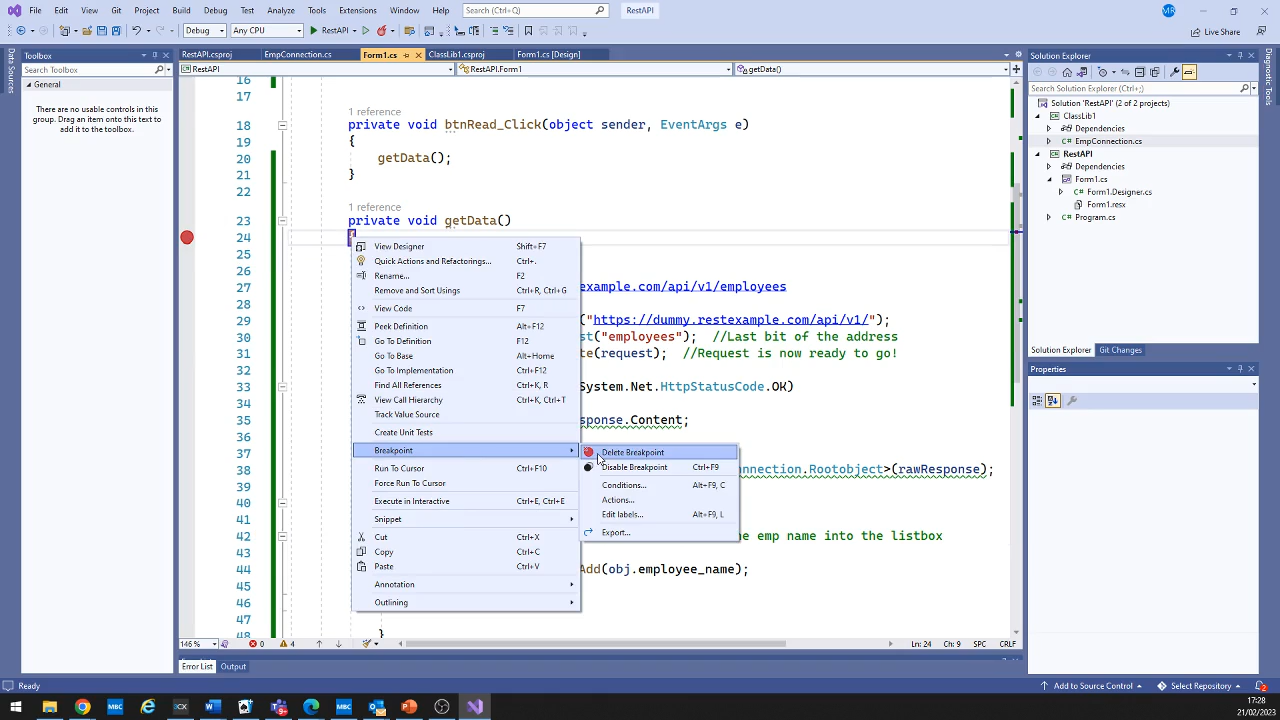 File Edit View Git Project Build Debug Test Analyze Tools Extensions Window Help Search (Ctrl+Q) RestAPI MR
Debug Any CPU RestAPI Live Share
Data Sources
Toolbox
Search Toolbox
General
There are no usable controls in this
group. Drag an item onto this text to
add it to the toolbox.
RestAPI.csproj EmpConnection.cs Form1.cs ClassLib1.csproj Form1.cs [Design]
RestAPI RestAPI.Form1 getData()
16
17
1 reference
18 private void btnRead_Click(object sender, EventArgs e)
19 {
20 getData();
21 }
22
1 reference
23 private void getData()
24 {
25
26
27 example.com/api/v1/employees
28
29 ("https://dummy.restexample.com/api/v1/");
30 t("employees"); //Last bit of the address
31 te(request); //Request is now ready to go!
32
33 System.Net.HttpStatusCode.OK)
34
35 sponse.Content;
36
37
38 nnection.Rootobject>(rawResponse);
39
40
41
42 he emp name into the listbox
43
44 Add(obj.employee_name);
45
46
47 }
48
View Designer Shift+F7
Quick Actions and Refactorings... Ctrl+.
Rename... F2
Remove and Sort Usings Ctrl+R, Ctrl+G
View Code F7
Peek Definition Alt+F12
Go To Definition F12
Go To Base Alt+Home
Go To Implementation Ctrl+F12
Find All References Ctrl+K, R
View Call Hierarchy Ctrl+K, Ctrl+T
Track Value Source
Create Unit Tests
Breakpoint
Run To Cursor Ctrl+F10
Force Run To Cursor
Execute in Interactive Ctrl+E, Ctrl+E
Snippet
Cut Ctrl+X
Copy Ctrl+C
Paste Ctrl+V
Annotation
Outlining
Delete Breakpoint
Disable Breakpoint Ctrl+F9
Conditions... Alt+F9, C
Actions...
Edit labels... Alt+F9, L
Export...
146 % 0 4 Ln: 24 Ch: 9 SPC CRLF
Error List Output
Solution Explorer
Search Solution Explorer (Ctrl+;)
Solution 'RestAPI' (2 of 2 projects)
ClassLib1
Dependencies
EmpConnection.cs
RestAPI
Dependencies
Form1.cs
Form1.Designer.cs
Form1.resx
Program.cs
Solution Explorer Git Changes
Properties
Diagnostic Tools
Ready Add to Source Control Select Repository 2
MBC MBC
17:28
21/02/2023